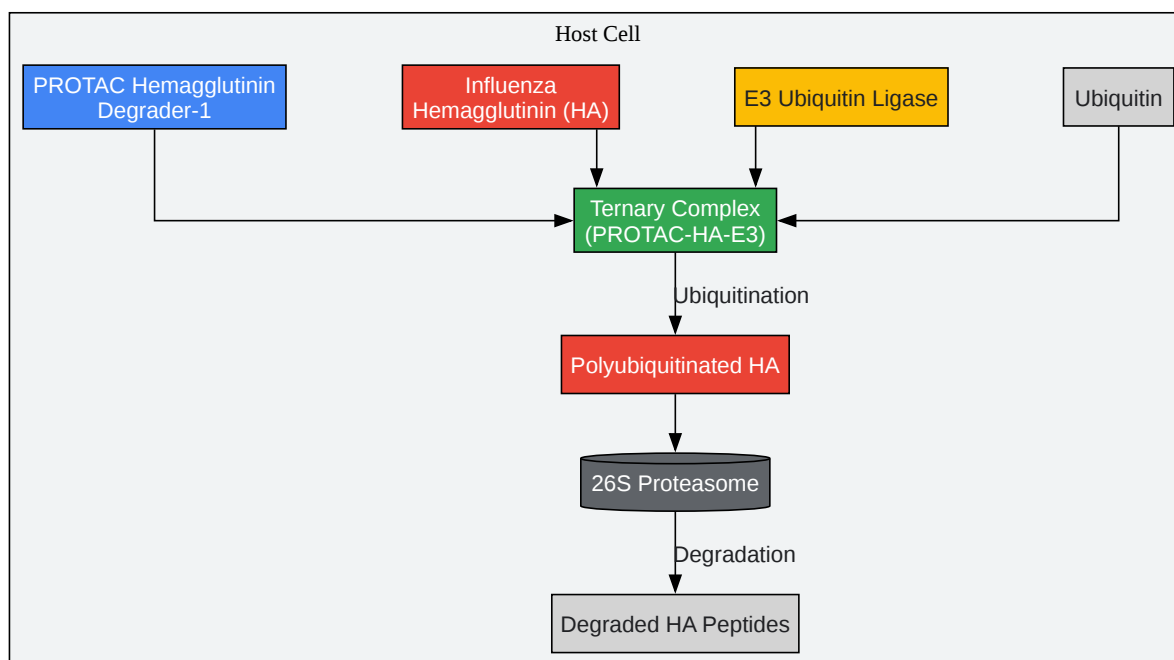 Host Cell
PROTAC Hemagglutinin
Degrader-1
Influenza
Hemagglutinin (HA)
E3 Ubiquitin Ligase
Ubiquitin
Ternary Complex
(PROTAC-HA-E3)
Ubiquitination
Polyubiquitinated HA
26S Proteasome
Degradation
Degraded HA Peptides